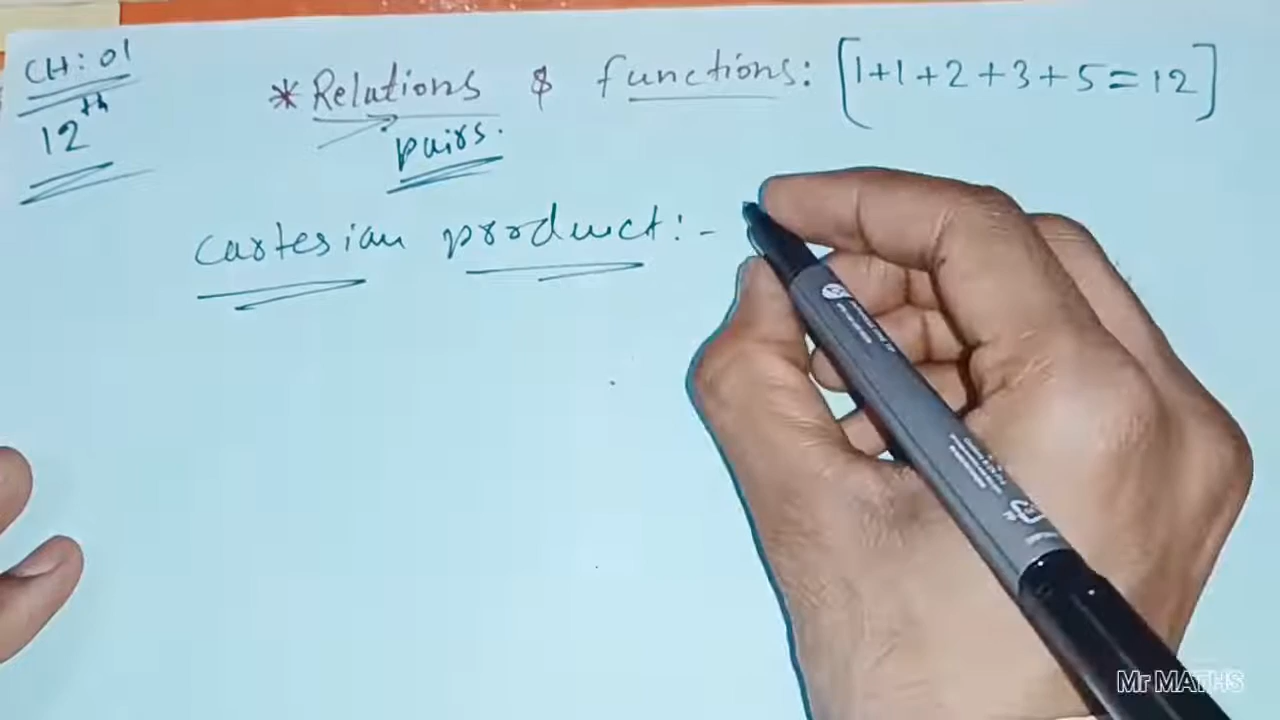 CH: 01
12th
*Relations & functions: [1+1+2+3+5=12]
pairs.
cartesian product:-
Mr MATHS